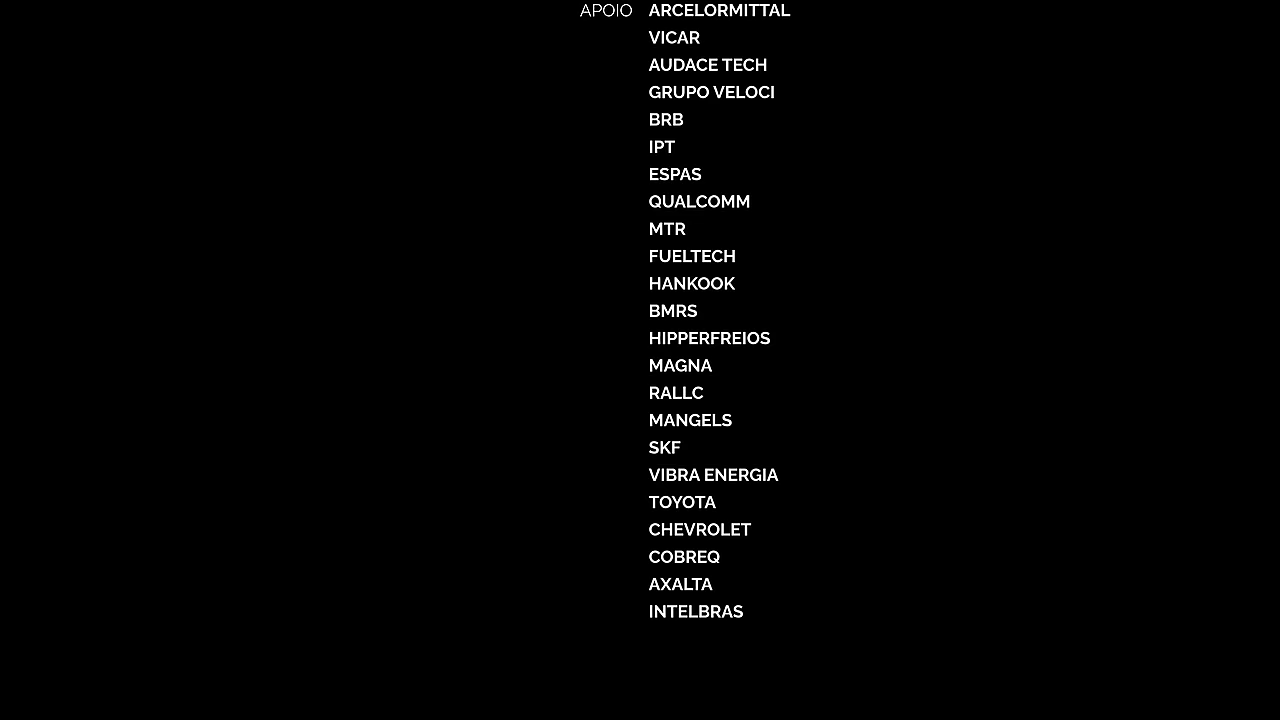 APOIO ARCELORMITTAL
VICAR
AUDACE TECH
GRUPO VELOCI
BRB
IPT
ESPAS
QUALCOMM
MTR
FUELTECH
HANKOOK
BMRS
HIPPERFREIOS
MAGNA
RALLC
MANGELS
SKF
VIBRA ENERGIA
TOYOTA
CHEVROLET
COBREQ
AXALTA
INTELBRAS